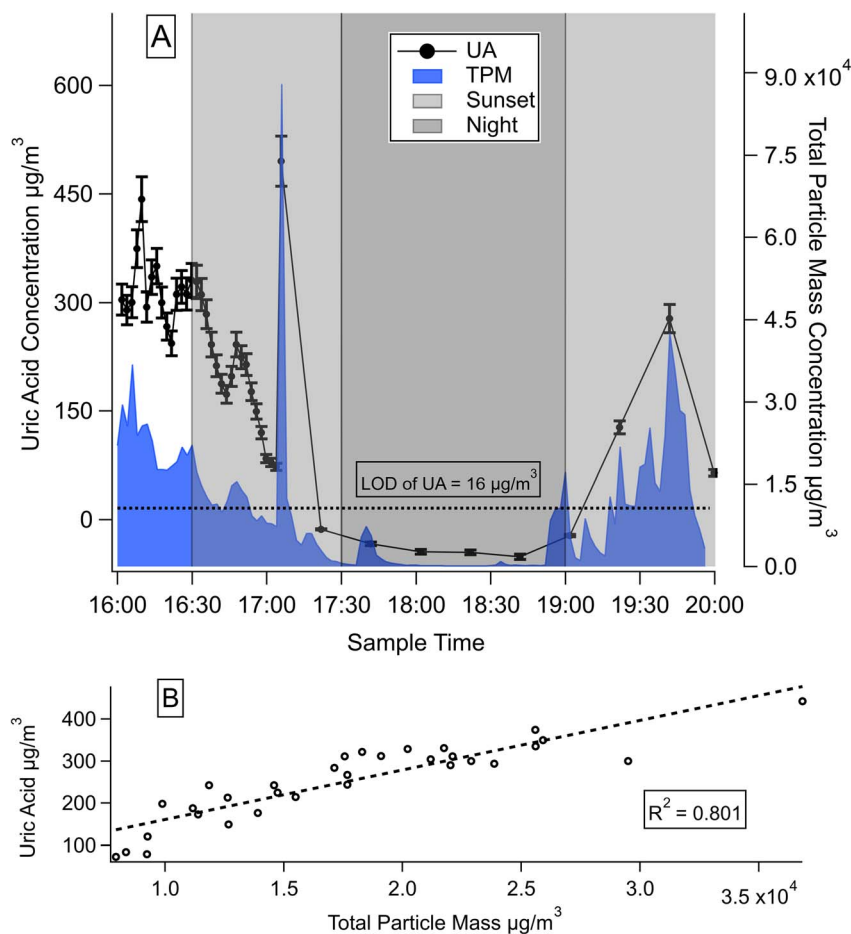 A
UA
TPM
Sunset
Night
600
450
300
150
0
Uric Acid Concentration µg/m³
9.0 x10⁴
7.5
6.0
4.5
3.0
1.5
0.0
Total Particle Mass Concentration µg/m³
LOD of UA = 16 µg/m³
16:00 16:30 17:00 17:30 18:00 18:30 19:00 19:30 20:00
Sample Time
B
400
300
200
100
Uric Acid µg/m³
R² = 0.801
1.0 1.5 2.0 2.5 3.0 3.5 x10⁴
Total Particle Mass µg/m³